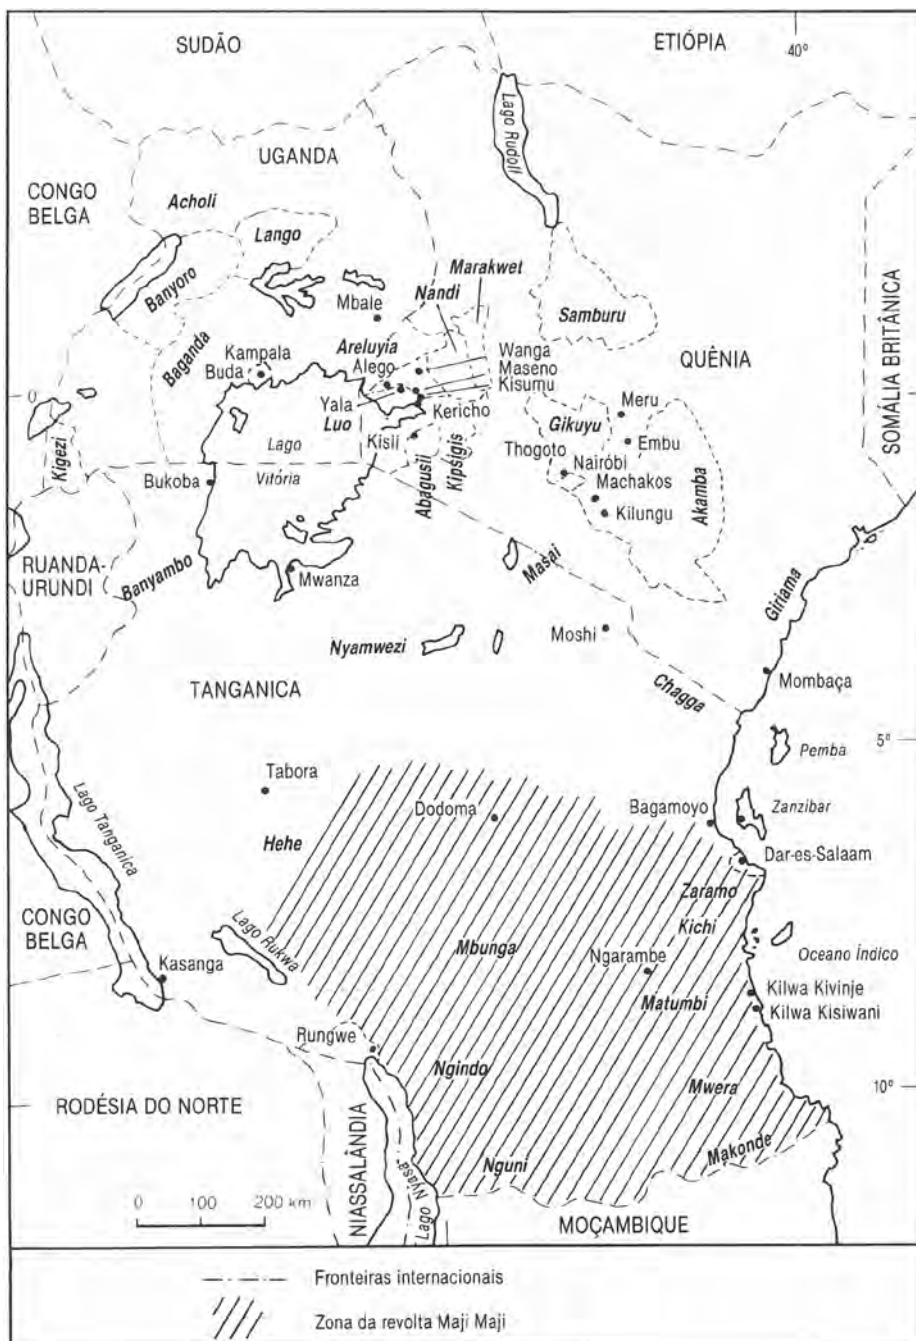 SUDÃO
ETIÓPIA
40º
Lago Rudolf
UGANDA
CONGO
BELGA
Acholi
Lango
Banyoro
Marakwet
Nandi
Mbale
Samburu
SOMÁLIA BRITÂNICA
Baganda
Kampala
Buda
Areluyia
Alego
Wanga
Maseno
Kisumu
QUÊNIA
0
Yala
Luo
Kericho
Meru
Gikuyu
Embu
Lago
Vitória
Kisii
Abagusii
Kipsigis
Thogoto
Nairóbi
Machakos
Akamba
Kigezi
Bukoba
Kilungu
RUANDA-
URUNDI
Banyambo
Mwanza
Masai
Giriama
Nyamwezi
Moshi
TANGANICA
Chagga
Mombaça
5º
Pemba
Tabora
Lago Tanganica
Dodoma
Bagamoyo
Zanzibar
Hehe
Dar-es-Salaam
Zaramo
CONGO
BELGA
Lago Rukwa
Mbunga
Kichi
Ngarambe
Oceano Índico
Kasanga
Matumbi
Kilwa Kivinje
Kilwa Kisiwani
Rungwe
Ngindo
Mwera
10º
RODÉSIA DO NORTE
NIASSALÂNDIA
Lago Nyasa
Nguni
Makonde
0 100 200 km
MOÇAMBIQUE
Fronteiras internacionais
Zona da revolta Maji Maji